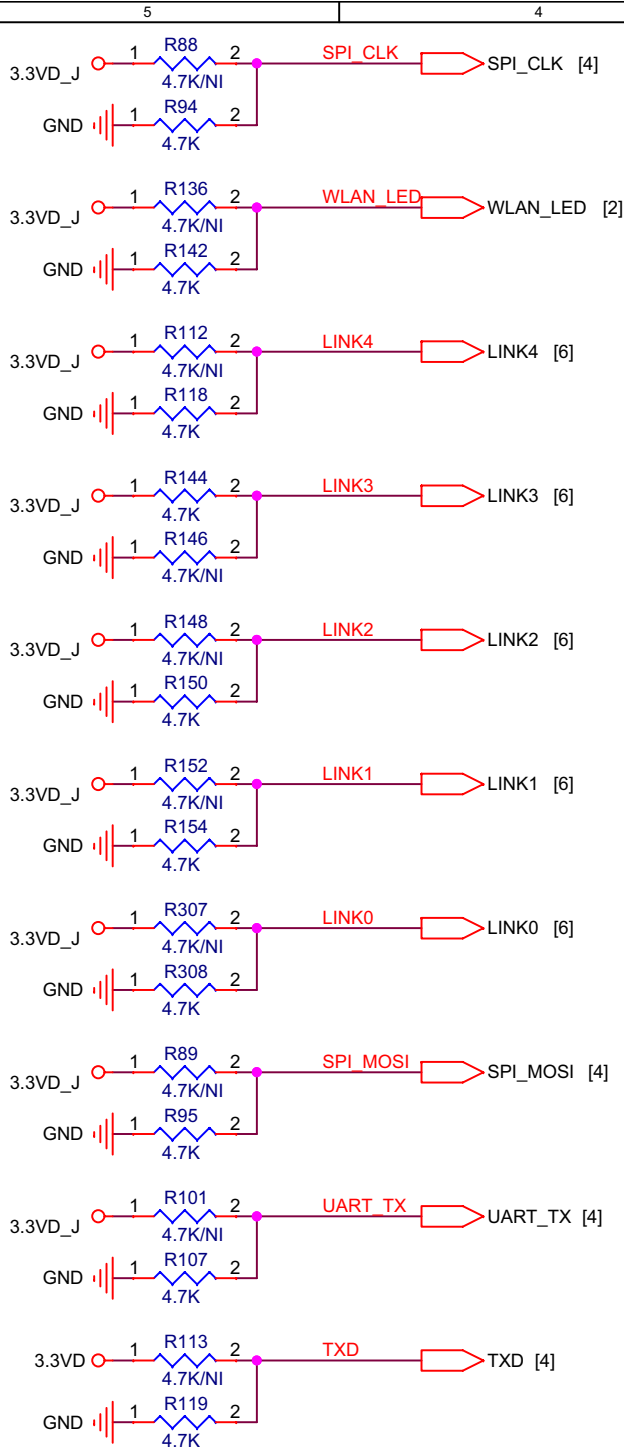 5 4
R88
1 2 SPI_CLK
3.3VD_J 4.7K/NI SPI_CLK [4]
R94
GND 1 2
4.7K
R136
1 2 WLAN_LED
3.3VD_J 4.7K/NI WLAN_LED [2]
R142
GND 1 2
4.7K
R112
1 2 LINK4
3.3VD_J 4.7K/NI LINK4 [6]
R118
GND 1 2
4.7K
R144
1 2 LINK3
3.3VD_J 4.7K LINK3 [6]
R146
GND 1 2
4.7K/NI
R148
1 2 LINK2
3.3VD_J 4.7K/NI LINK2 [6]
R150
GND 1 2
4.7K
R152
1 2 LINK1
3.3VD_J 4.7K/NI LINK1 [6]
R154
GND 1 2
4.7K
R307
1 2 LINK0
3.3VD_J 4.7K/NI LINK0 [6]
R308
GND 1 2
4.7K
R89
1 2 SPI_MOSI
3.3VD_J 4.7K/NI SPI_MOSI [4]
R95
GND 1 2
4.7K
R101
1 2 UART_TX
3.3VD_J 4.7K/NI UART_TX [4]
R107
GND 1 2
4.7K
R113
1 2 TXD
3.3VD 4.7K/NI TXD [4]
R119
GND 1 2
4.7K